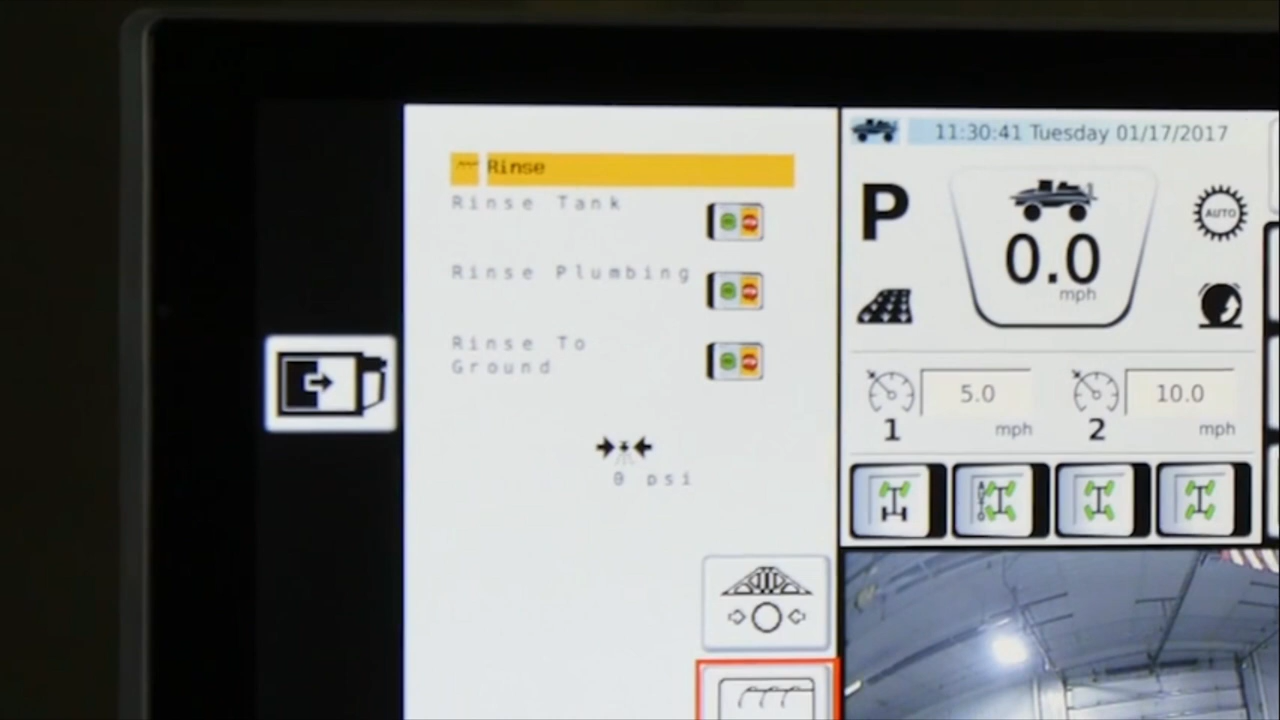 Rinse
Rinse Tank
Rinse Plumbing
Rinse To
Ground
0 psi
11:30:41 Tuesday 01/17/2017
P
AUTO
0.0
mph
5.0
10.0
1
mph
2
mph